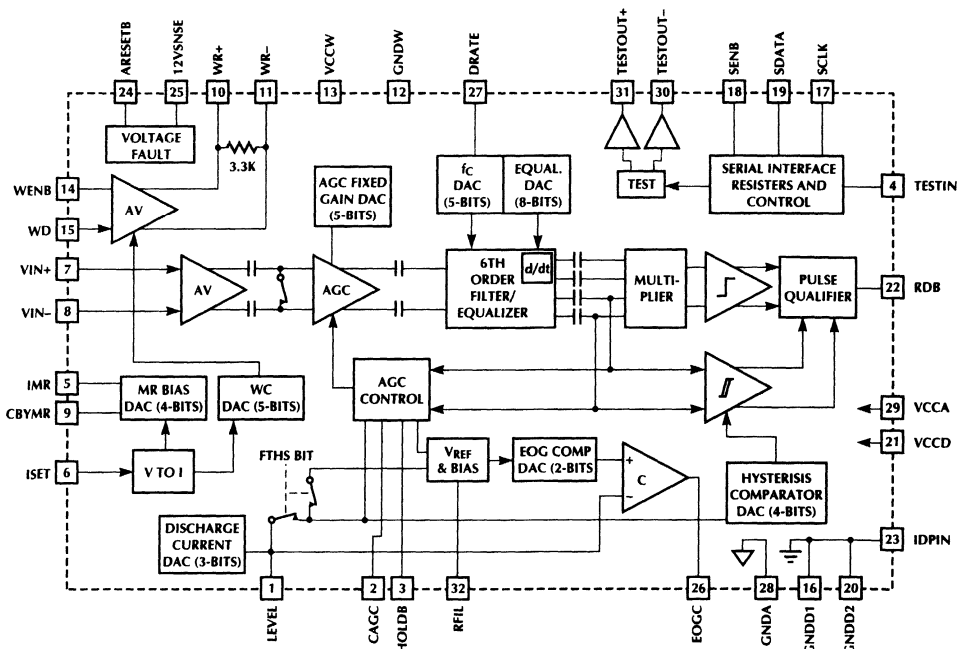 ARESETB
12VSNSE
WR+
WR–
VCCW
GNDW
DRATE
TESTOUT+
TESTOUT–
SENB
SDATA
SCLK
24
25
10
11
13
12
27
31
30
18
19
17
VOLTAGE
FAULT
3.3K
AGC FIXED
GAIN DAC
(5-BITS)
fC
DAC
(5-BITS)
EQUAL.
DAC
(8-BITS)
TEST
SERIAL INTERFACE
REGISTERS AND
CONTROL
4 TESTIN
WENB 14
WD 15
AV
VIN+ 7
VIN– 8
AV
AGC
6TH
ORDER
FILTER/
EQUALIZER
d/dt
MULTI-
PLIER
PULSE
QUALIFIER
22 RDB
IMR 5
CBYMR 9
MR BIAS
DAC (4-BITS)
WC
DAC (5-BITS)
AGC
CONTROL
29 VCCA
21 VCCD
ISET 6
V TO I
FTHS BIT
VREF
& BIAS
EOG COMP
DAC (2-BITS
+
–
C
HYSTERISIS
COMPARATOR
DAC (4-BITS)
DISCHARGE
CURRENT
DAC (3-BITS)
23 IDPIN
1
2
3
32
26
28
16
20
LEVEL
CAGC
HOLDB
RFIL
EOGC
GNDA
GNDD1
GNDD2